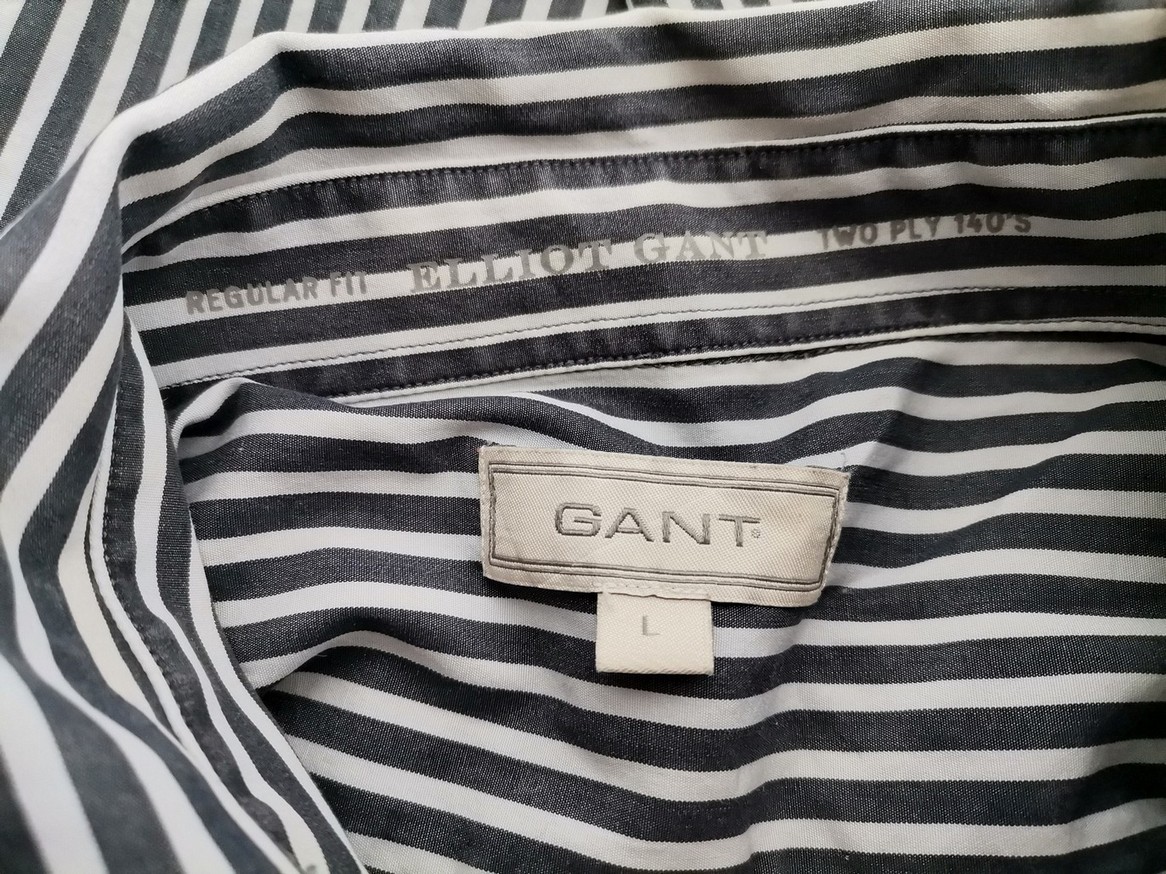 REGULAR FIT ELLIOT GANT TWO PLY 140'S
GANT
L